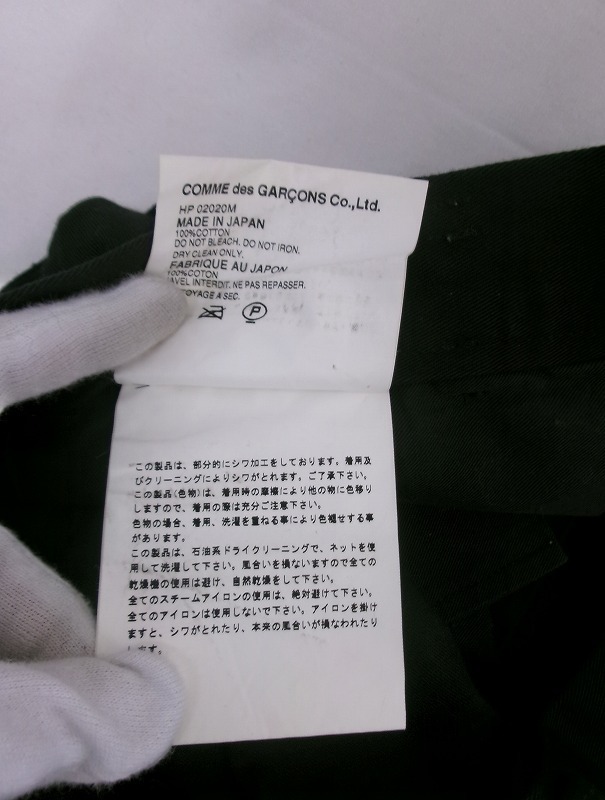 COMME des GARÇONS Co.,Ltd.
HP 02020M
MADE IN JAPAN
100%COTTON
DO NOT BLEACH. DO NOT IRON.
DRY CLEAN ONLY.
FABRIQUE AU JAPON
100%COTON
AVEL INTERDIT. NE PAS REPASSER.
TOYAGE A SEC.
P
この製品は、部分的にシワ加工をしております。着用及
びクリーニングによりシワがとれます。ご了承下さい。
この製品(色物)は、着用時の摩擦により他の物に色移り
しますので、着用の際は充分ご注意下さい。
色物の場合、着用、洗濯を重ねる事により色褪せする事
があります。
この製品は、石油系ドライクリーニングで、ネットを使
用して洗濯して下さい。風合いを損ないますので全ての
乾燥機の使用は避け、自然乾燥をして下さい。
全てのスチームアイロンの使用は、絶対避けて下さい。
全てのアイロンは使用しないで下さい。アイロンを掛け
ますと、シワがとれたり、本来の風合いが損なわれたり
します。